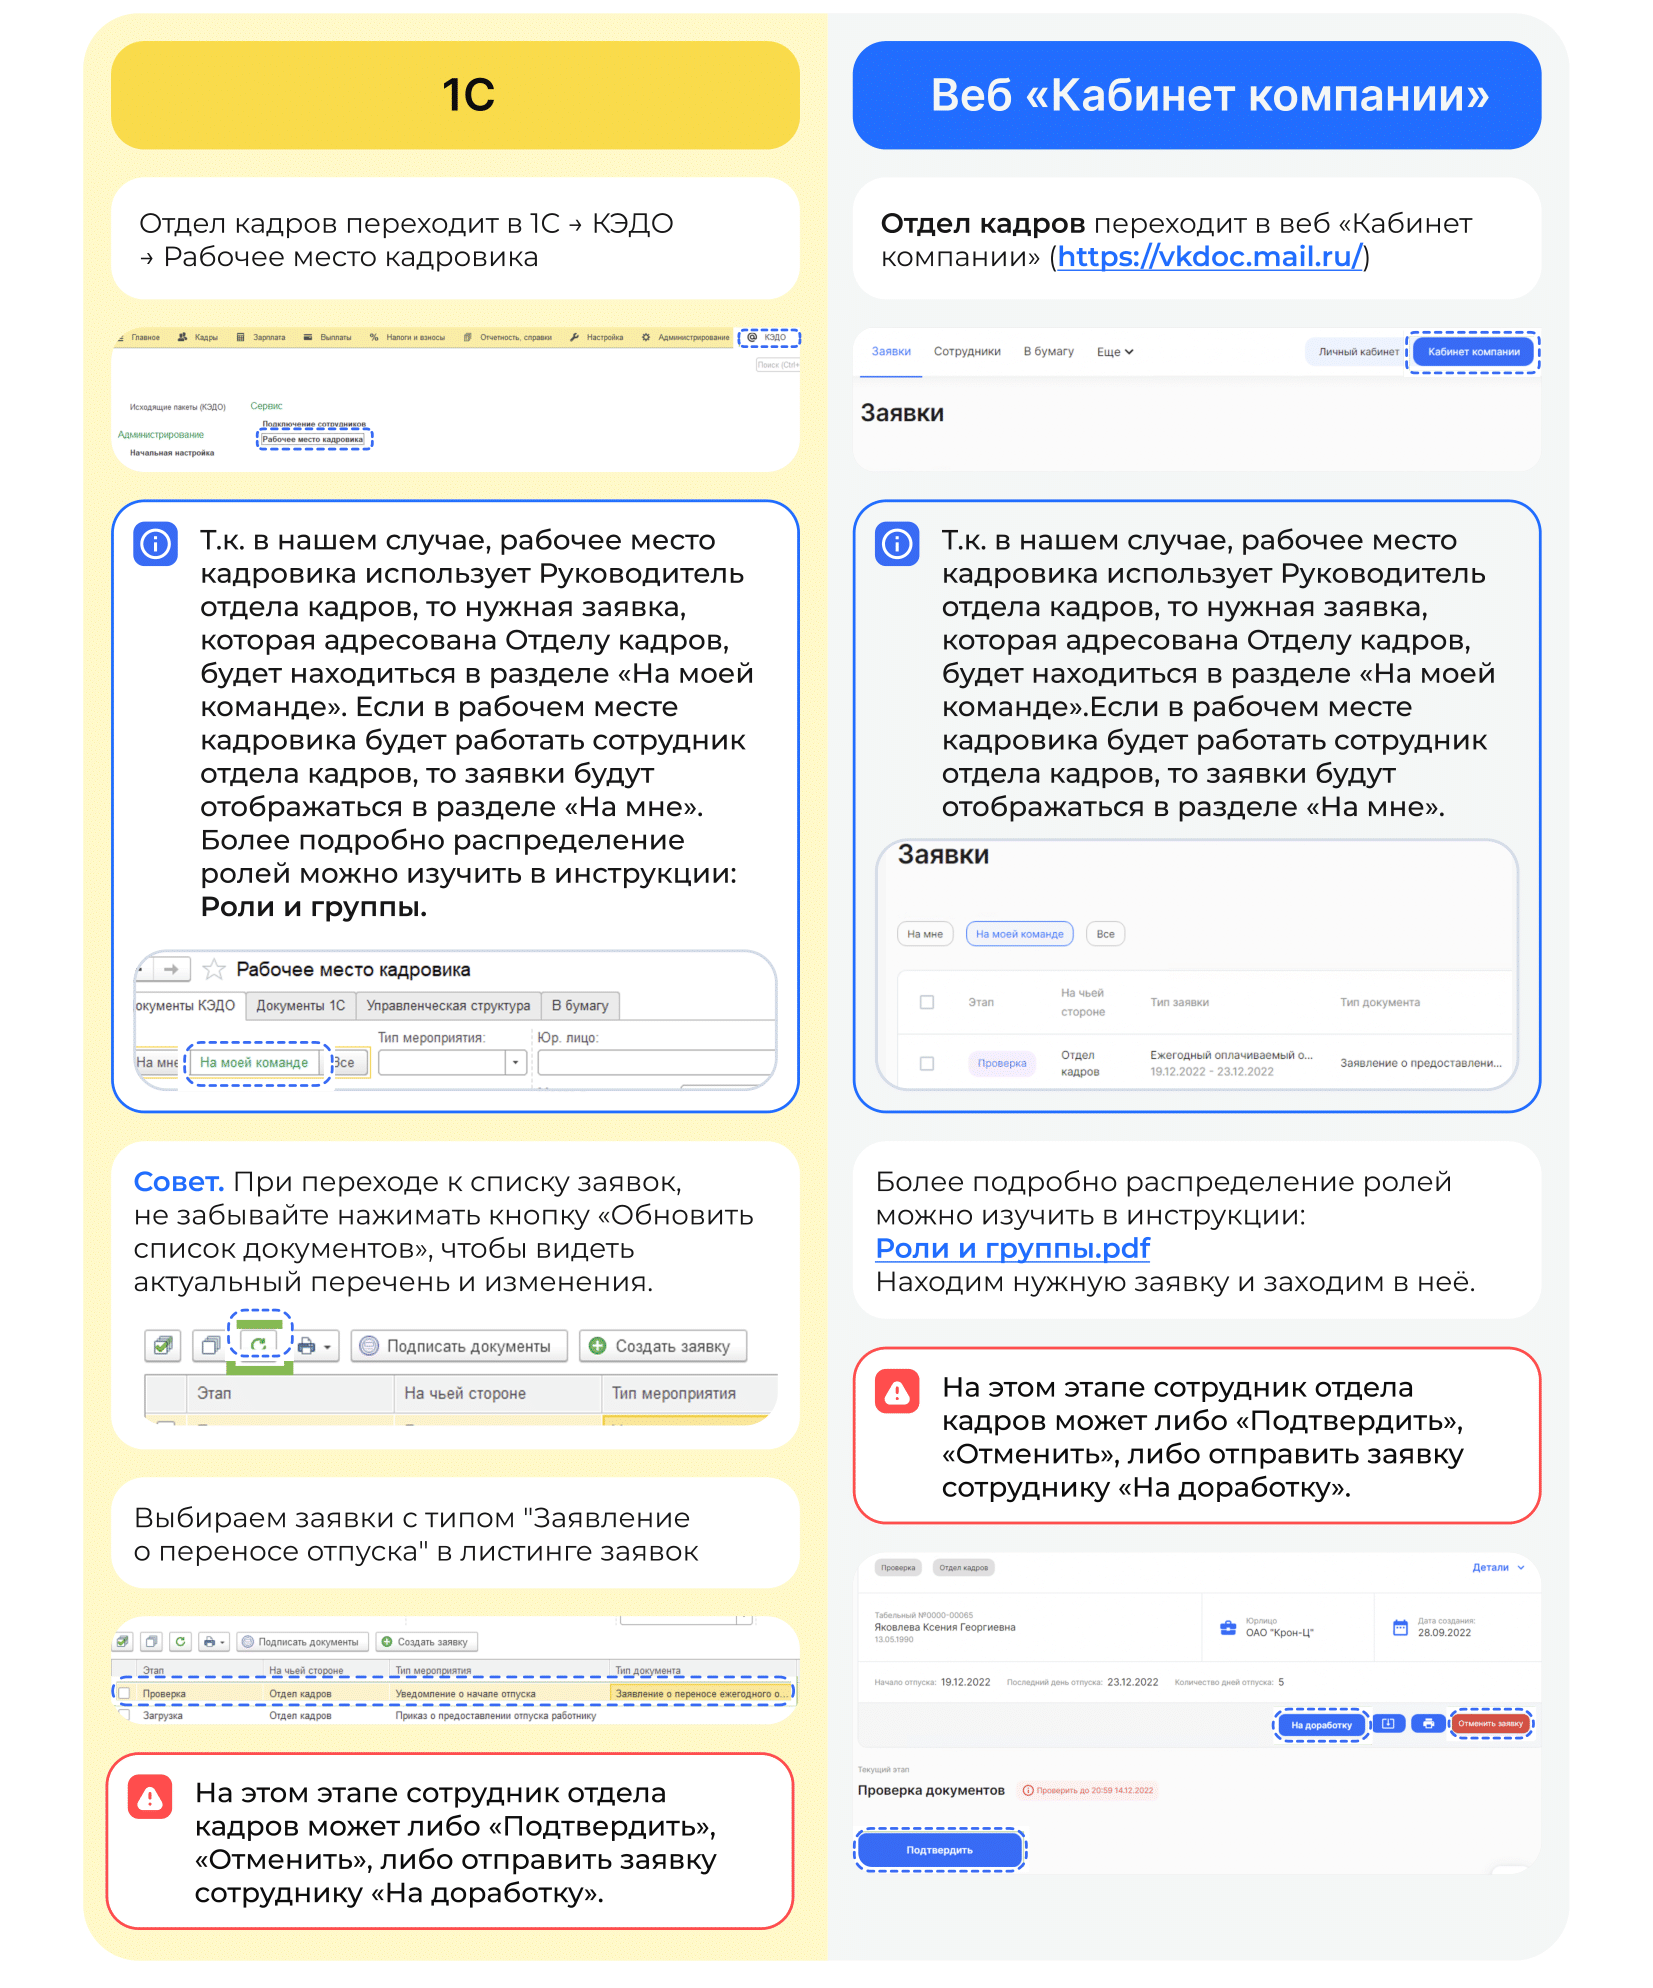 1С
Отдел кадров переходит в 1С → КЭДО
→ Рабочее место кадровика
Главное Кадры Зарплата Выплаты Налоги и взносы Отчетность, справки Настройка Администрирование КЭДО
Поиск (Ctrl+
Исходящие пакеты (КЭДО) Сервис
Подключение сотрудников
Администрирование
Рабочее место кадровика
Начальная настройка
Т.к. в нашем случае, рабочее место
кадровика использует Руководитель
отдела кадров, то нужная заявка,
которая адресована Отделу кадров,
будет находиться в разделе «На моей
команде». Если в рабочем месте
кадровика будет работать сотрудник
отдела кадров, то заявки будут
отображаться в разделе «На мне».
Более подробно распределение
ролей можно изучить в инструкции:
Роли и группы.
Рабочее место кадровика
окументы КЭДО Документы 1С Управленческая структура В бумагу
Тип мероприятия: Юр. лицо:
На мне На моей команде Все
Совет. При переходе к списку заявок,
не забывайте нажимать кнопку «Обновить
список документов», чтобы видеть
актуальный перечень и изменения.
Подписать документы Создать заявку
Этап На чьей стороне Тип мероприятия
Выбираем заявки с типом "Заявление
о переносе отпуска" в листинге заявок
Подписать документы Создать заявку
Этап На чьей стороне Тип мероприятия Тип документа
Проверка Отдел кадров Уведомление о начале отпуска Заявление о переносе ежегодного о...
Загрузка Отдел кадров Приказ о предоставлении отпуска работнику
На этом этапе сотрудник отдела
кадров может либо «Подтвердить»,
«Отменить», либо отправить заявку
сотруднику «На доработку».
Веб «Кабинет компании»
Отдел кадров переходит в веб «Кабинет
компании» (https://vkdoc.mail.ru/)
Заявки Сотрудники В бумагу Еще Личный кабинет Кабинет компании
Заявки
Т.к. в нашем случае, рабочее место
кадровика использует Руководитель
отдела кадров, то нужная заявка,
которая адресована Отделу кадров,
будет находиться в разделе «На моей
команде».Если в рабочем месте
кадровика будет работать сотрудник
отдела кадров, то заявки будут
отображаться в разделе «На мне».
Заявки
На мне На моей команде Все
Этап На чьей стороне Тип заявки Тип документа
Проверка Отдел кадров Ежегодный оплачиваемый о... Заявление о предоставлени...
19.12.2022 - 23.12.2022
Более подробно распределение ролей
можно изучить в инструкции:
Роли и группы.pdf
Находим нужную заявку и заходим в неё.
На этом этапе сотрудник отдела
кадров может либо «Подтвердить»,
«Отменить», либо отправить заявку
сотруднику «На доработку».
Проверка Отдел кадров Детали
Табельный №0000-00065
Яковлева Ксения Георгиевна
13.05.1990
Юрлицо
ОАО "Крон-Ц"
Дата создания:
28.09.2022
Начало отпуска: 19.12.2022 Последний день отпуска: 23.12.2022 Количество дней отпуска: 5
На доработку Отменить заявку
Текущий этап
Проверка документов Проверить до 20:59 14.12.2022
Подтвердить